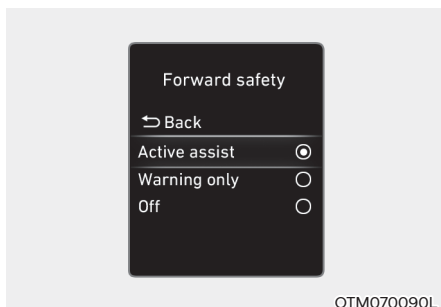 Forward safety
Back
Active assist
Warning only
Off
OTM070090L